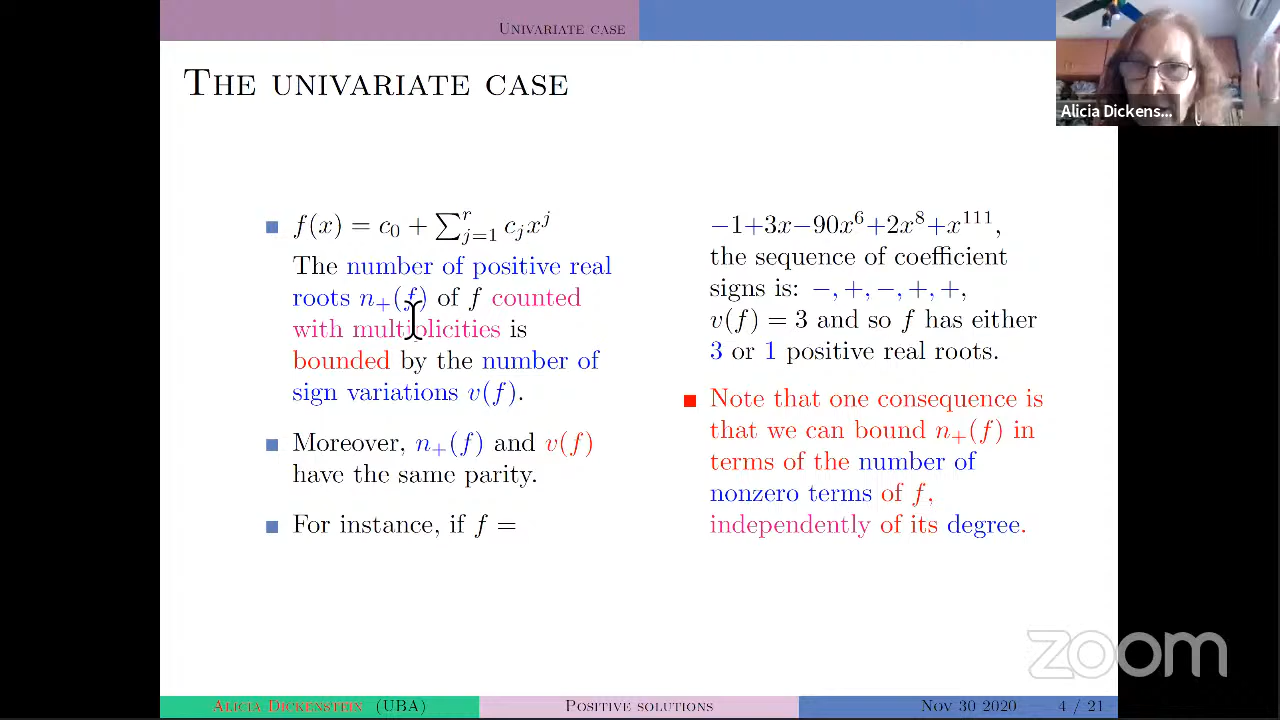 Univariate case
The univariate case
Alicia Dickens...
f(x) = c₀ + ∑ʳⱼ₌₁ cⱼxʲ
The number of positive real
roots n₊(f) of f counted
with multiplicities is
bounded by the number of
sign variations v(f).
Moreover, n₊(f) and v(f)
have the same parity.
For instance, if f =
−1+3x−90x⁶+2x⁸+x¹¹¹,
the sequence of coefficient
signs is: −, +, −, +, +,
v(f) = 3 and so f has either
3 or 1 positive real roots.
Note that one consequence is
that we can bound n₊(f) in
terms of the number of
nonzero terms of f,
independently of its degree.
zoom
Alicia Dickenstein (UBA) Positive solutions Nov 30 2020 4 / 21